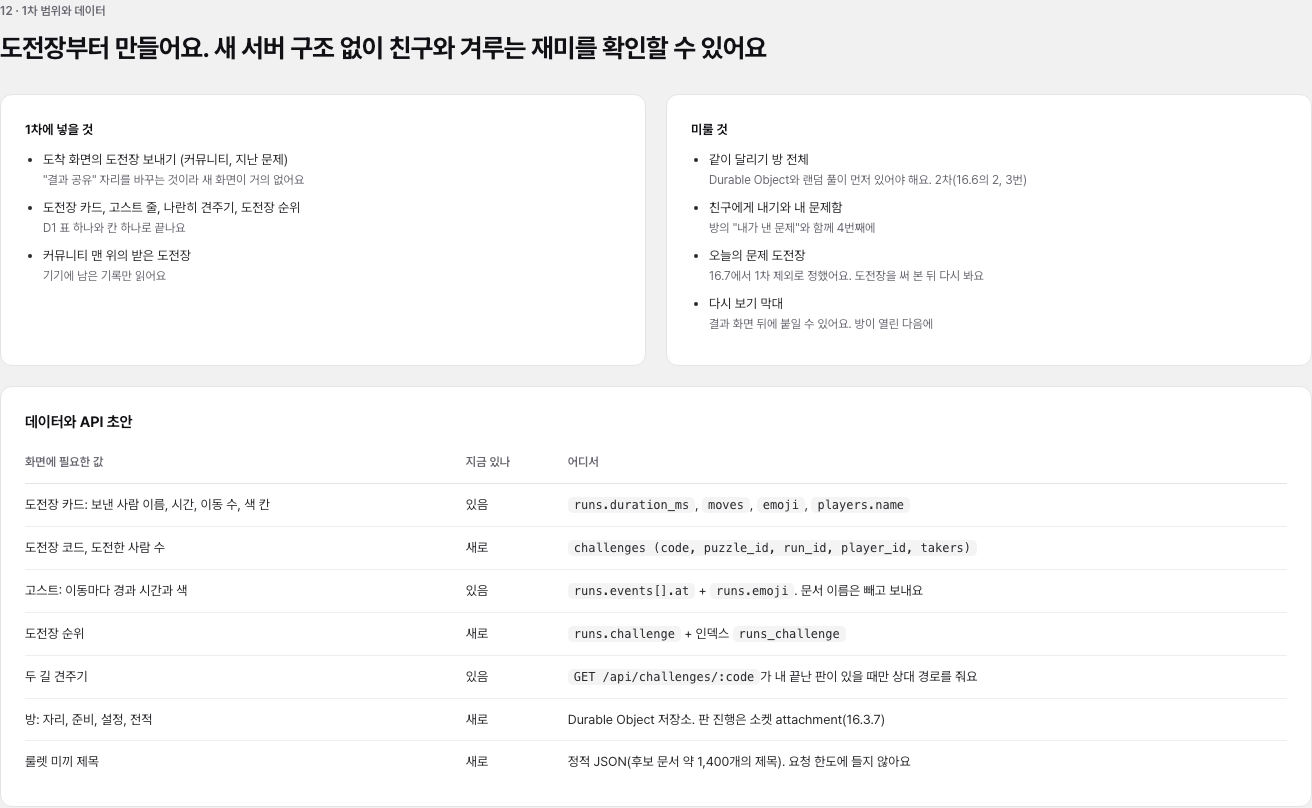 12 · 1차 범위와 데이터
도전장부터 만들어요. 새 서버 구조 없이 친구와 겨루는 재미를 확인할 수 있어요
1차에 넣을 것
• 도착 화면의 도전장 보내기 (커뮤니티, 지난 문제)
"결과 공유" 자리를 바꾸는 것이라 새 화면이 거의 없어요
• 도전장 카드, 고스트 줄, 나란히 견주기, 도전장 순위
D1 표 하나와 칸 하나로 끝나요
• 커뮤니티 맨 위의 받은 도전장
기기에 남은 기록만 읽어요
미룰 것
• 같이 달리기 방 전체
Durable Object와 랜덤 풀이 먼저 있어야 해요. 2차(16.6의 2, 3번)
• 친구에게 내기와 내 문제함
방의 "내가 낸 문제"와 함께 4번째에
• 오늘의 문제 도전장
16.7에서 1차 제외로 정했어요. 도전장을 써 본 뒤 다시 봐요
• 다시 보기 막대
결과 화면 뒤에 붙일 수 있어요. 방이 열린 다음에
데이터와 API 초안
화면에 필요한 값 지금 있나 어디서
도전장 카드: 보낸 사람 이름, 시간, 이동 수, 색 칸 있음 runs.duration_ms , moves , emoji , players.name
도전장 코드, 도전한 사람 수 새로 challenges (code, puzzle_id, run_id, player_id, takers)
고스트: 이동마다 경과 시간과 색 있음 runs.events[].at + runs.emoji . 문서 이름은 빼고 보내요
도전장 순위 새로 runs.challenge + 인덱스 runs_challenge
두 길 견주기 있음 GET /api/challenges/:code 가 내 끝난 판이 있을 때만 상대 경로를 줘요
방: 자리, 준비, 설정, 전적 새로 Durable Object 저장소. 판 진행은 소켓 attachment(16.3.7)
룰렛 미끼 제목 새로 정적 JSON(후보 문서 약 1,400개의 제목). 요청 한도에 들지 않아요